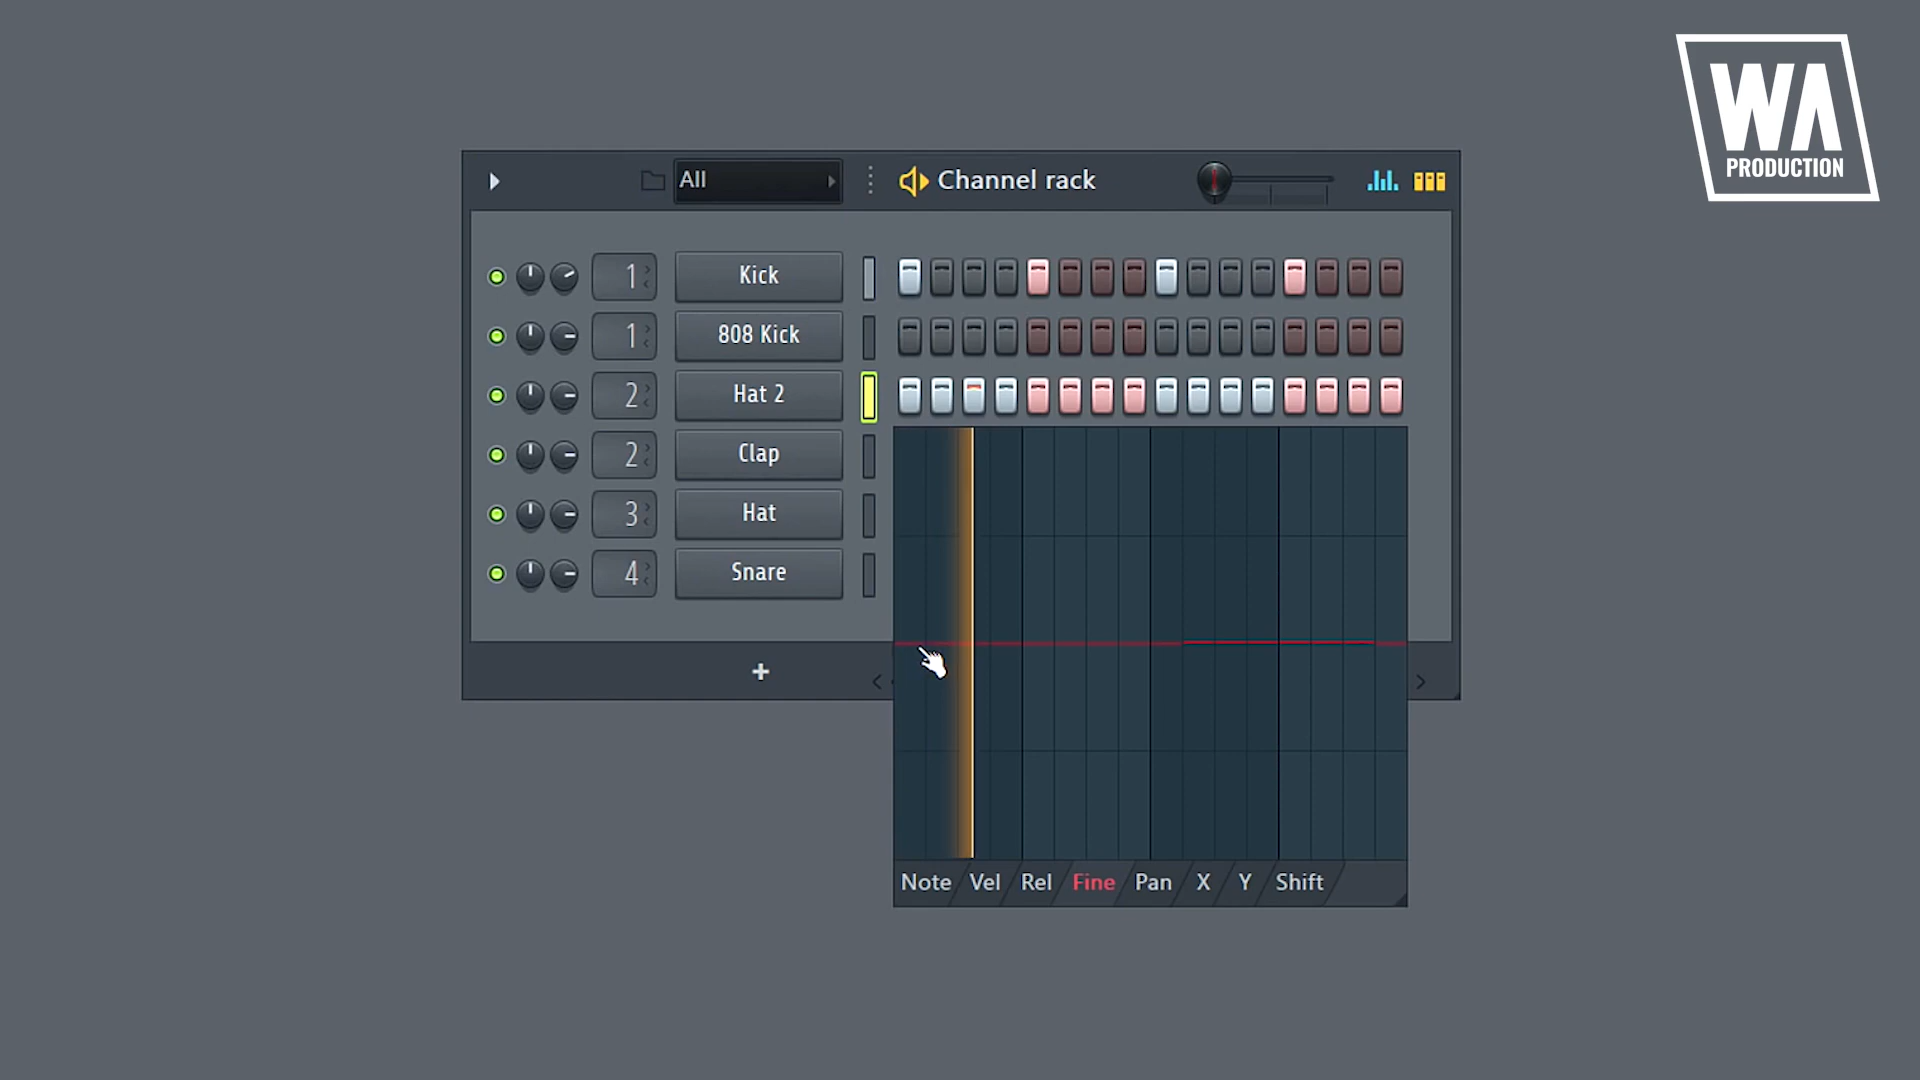 WA
PRODUCTION
All
Channel rack
1
Kick
1
808 Kick
2
Hat 2
2
Clap
3
Hat
4
Snare
+
Note Vel Rel Fine Pan X Y Shift